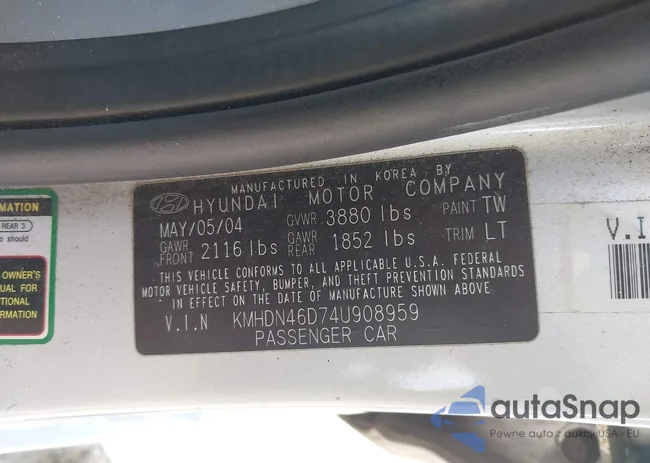 MANUFACTURED IN KOREA BY
HYUNDAI MOTOR COMPANY
MAY/05/04 GVWR 3880 lbs PAINT TW
GAWR FRONT 2116 lbs GAWR REAR 1852 lbs TRIM LT
THIS VEHICLE CONFORMS TO ALL APPLICABLE U.S.A. FEDERAL
MOTOR VEHICLE SAFETY, BUMPER, AND THEFT PREVENTION STANDARDS
IN EFFECT ON THE DATE OF MANUFACTURE SHOWN ABOVE
V.I.N KMHDN46D74U908959
PASSENGER CAR
RMATION
REAR 3
o should
OWNER'S
UAL FOR
TIONAL
RMATION
V.I
autoSnap
Pewne auta z aukcji USA i EU